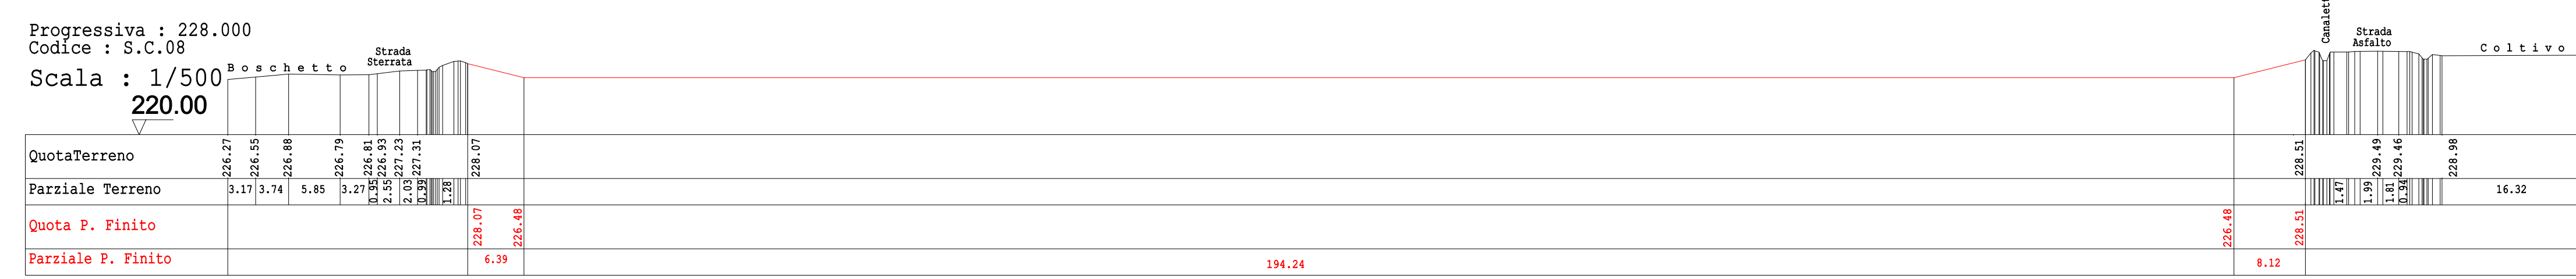 Progressiva : 228.000
Codice : S.C.08
Scala : 1/500
220.00
Boschetto
Strada
Sterrata
Strada
Asfalto
Coltivo
QuotaTerreno 226.27 226.55 226.88 226.79 226.81 226.93 227.23 227.31 228.07 228.51 229.49 229.46 228.98
Parziale Terreno 3.17 3.74 5.85 3.27 0.95 2.55 2.03 0.99 1.28 1.47 1.99 1.81 0.94 16.32
Quota P. Finito 228.07 226.48 226.48 228.51
Parziale P. Finito 6.39 194.24 8.12